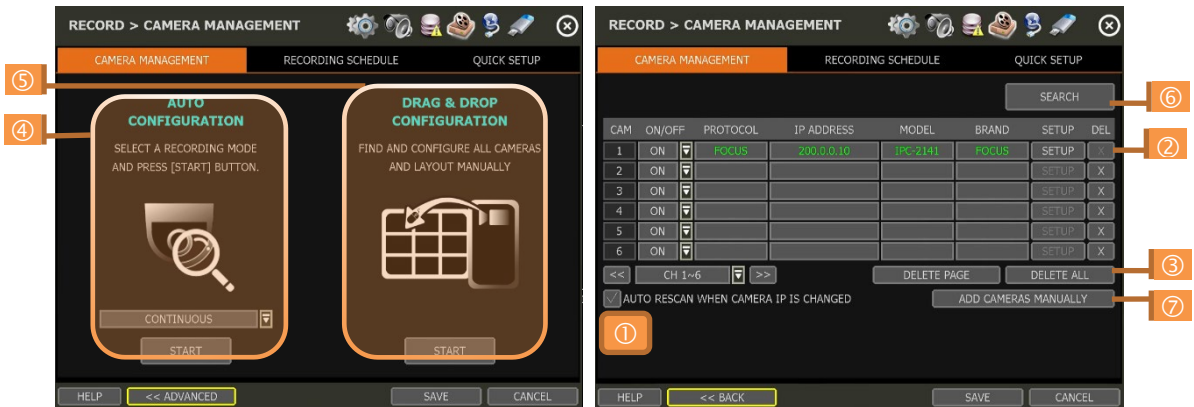 RECORD > CAMERA MANAGEMENT
CAMERA MANAGEMENT RECORDING SCHEDULE QUICK SETUP
⑤
④
AUTO
CONFIGURATION
SELECT A RECORDING MODE
AND PRESS [START] BUTTON.
CONTINUOUS
START
DRAG & DROP
CONFIGURATION
FIND AND CONFIGURE ALL CAMERAS
AND LAYOUT MANUALLY
START
HELP << ADVANCED SAVE CANCEL
RECORD > CAMERA MANAGEMENT
CAMERA MANAGEMENT RECORDING SCHEDULE QUICK SETUP
SEARCH ⑥
CAM ON/OFF PROTOCOL IP ADDRESS MODEL BRAND SETUP DEL
1 ON FOCUS 200.0.0.10 IPC-2141 FOCUS SETUP X ②
2 ON SETUP X
3 ON SETUP X
4 ON SETUP X
5 ON SETUP X
6 ON SETUP X
<< CH 1~6 >> DELETE PAGE DELETE ALL ③
AUTO RESCAN WHEN CAMERA IP IS CHANGED ADD CAMERAS MANUALLY ⑦
①
HELP << BACK SAVE CANCEL